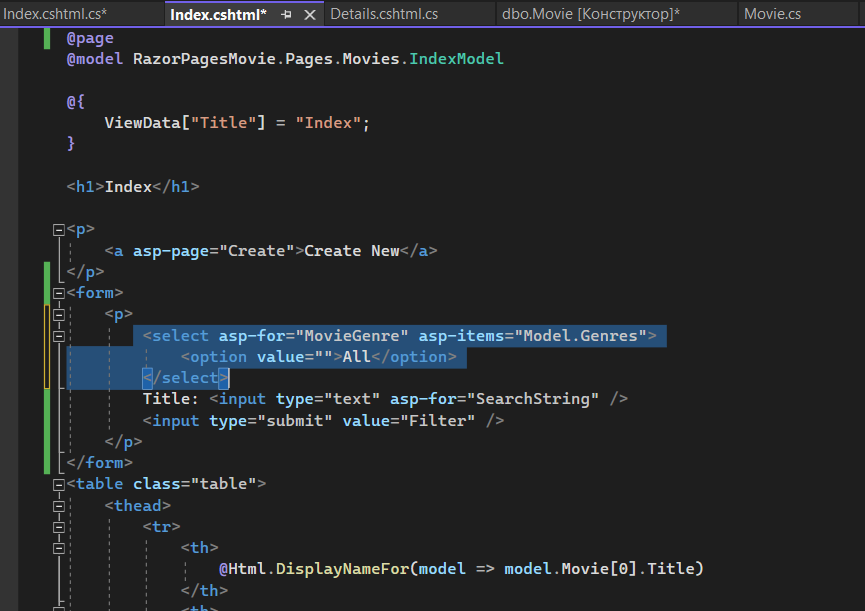 Index.cshtml.cs* Index.cshtml* Details.cshtml.cs dbo.Movie [Конструктор]* Movie.cs
@page
@model RazorPagesMovie.Pages.Movies.IndexModel
@{
ViewData["Title"] = "Index";
}
<h1>Index</h1>
<p>
<a asp-page="Create">Create New</a>
</p>
<form>
<p>
<select asp-for="MovieGenre" asp-items="Model.Genres">
<option value="">All</option>
</select>
Title: <input type="text" asp-for="SearchString" />
<input type="submit" value="Filter" />
</p>
</form>
<table class="table">
<thead>
<tr>
<th>
@Html.DisplayNameFor(model => model.Movie[0].Title)
</th>
<th>